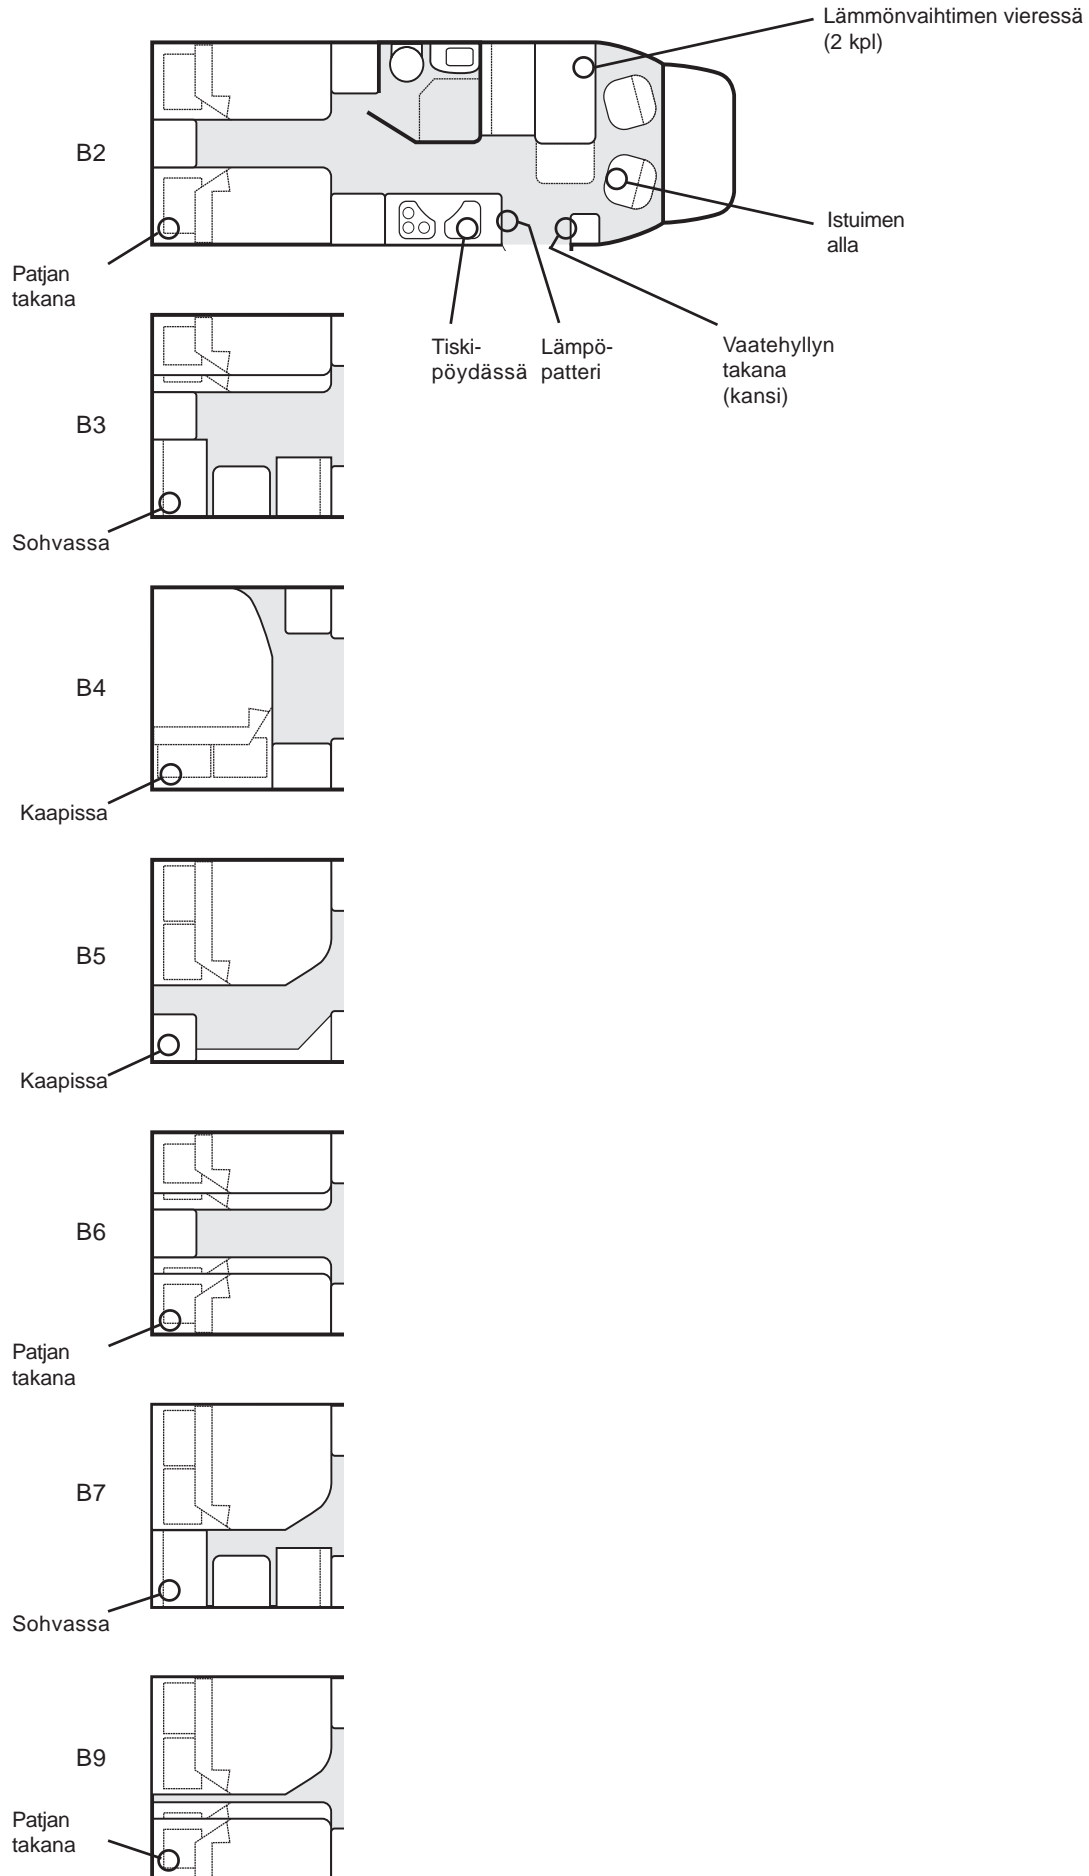 Lämmönvaihtimen vieressä
(2 kpl)
B2
Istuimen
alla
Patjan
takana
Tiski-
pöydässä
Lämpö-
patteri
Vaatehyllyn
takana
(kansi)
B3
Sohvassa
B4
Kaapissa
B5
Kaapissa
B6
Patjan
takana
B7
Sohvassa
B9
Patjan
takana